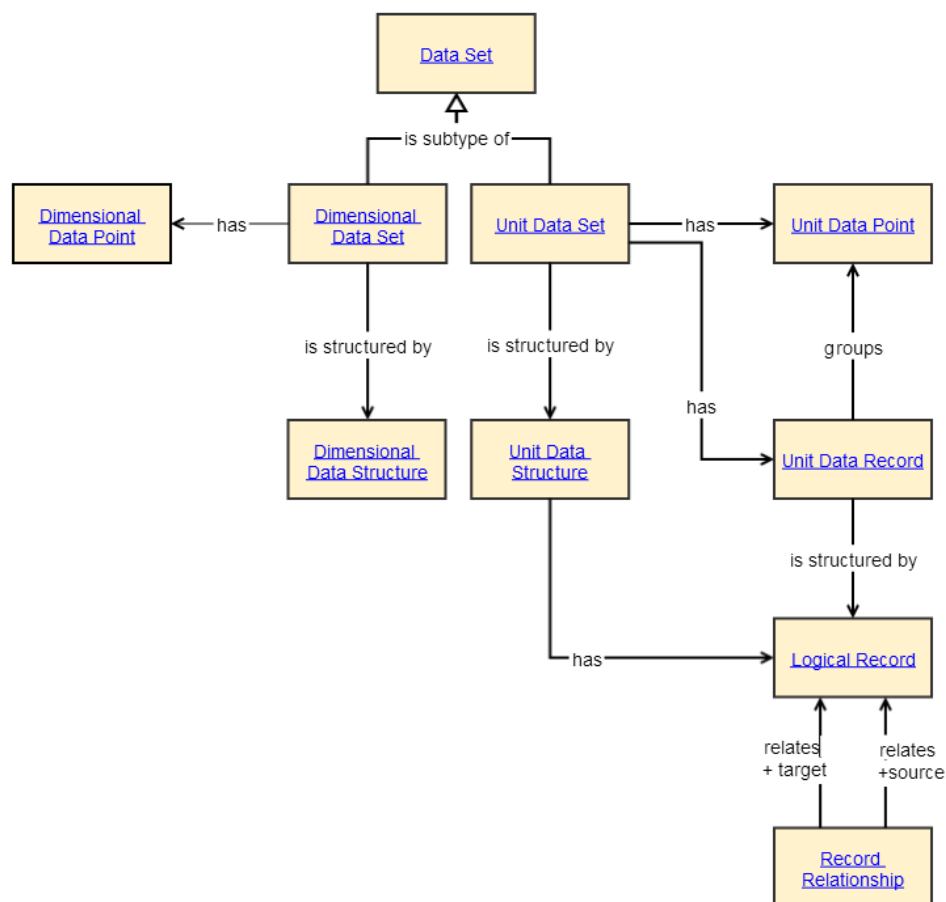 Data Set
is subtype of
Dimensional
Data Point
has
Dimensional
Data Set
Unit Data Set
has
Unit Data Point
is structured by
is structured by
groups
has
Dimensional
Data Structure
Unit Data
Structure
Unit Data Record
is structured by
has
Logical Record
relates
+ target
relates
+source
Record
Relationship